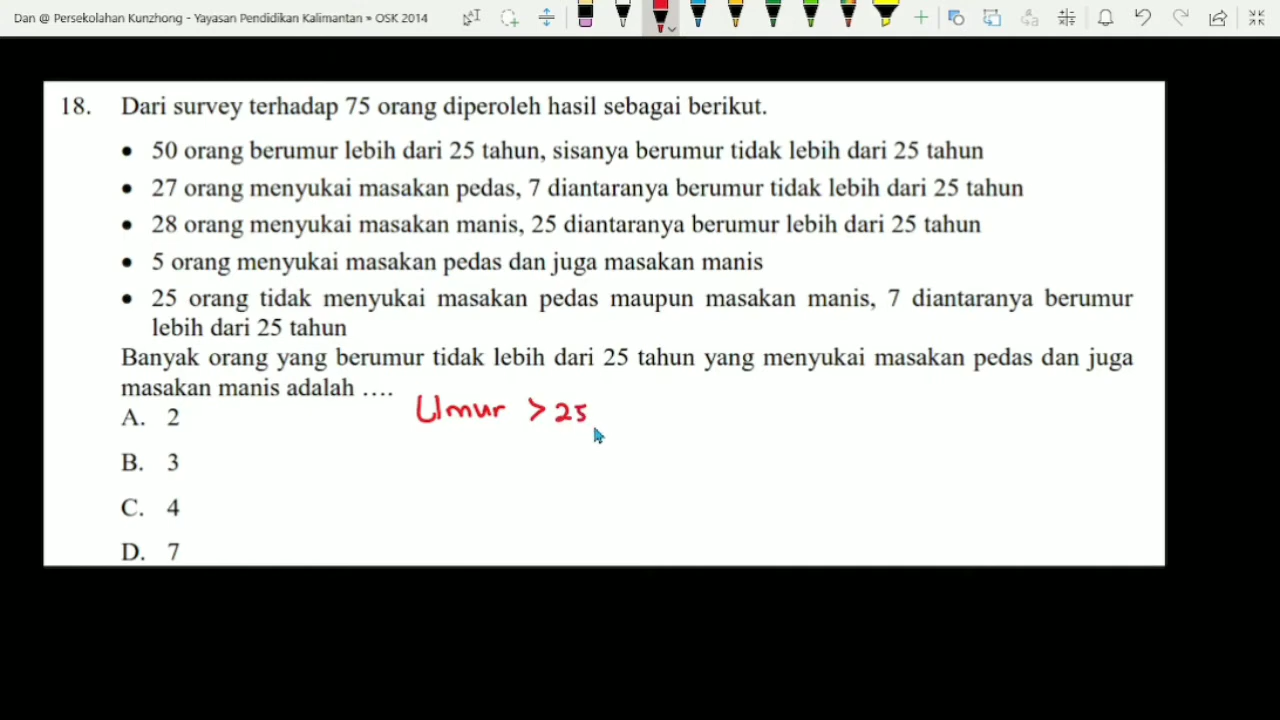 Dan @ Persekolahan Kunzhong - Yayasan Pendidikan Kalimantan » OSK 2014
18. Dari survey terhadap 75 orang diperoleh hasil sebagai berikut.
• 50 orang berumur lebih dari 25 tahun, sisanya berumur tidak lebih dari 25 tahun
• 27 orang menyukai masakan pedas, 7 diantaranya berumur tidak lebih dari 25 tahun
• 28 orang menyukai masakan manis, 25 diantaranya berumur lebih dari 25 tahun
• 5 orang menyukai masakan pedas dan juga masakan manis
• 25 orang tidak menyukai masakan pedas maupun masakan manis, 7 diantaranya berumur
lebih dari 25 tahun
Banyak orang yang berumur tidak lebih dari 25 tahun yang menyukai masakan pedas dan juga
masakan manis adalah ….
Umur > 25
A. 2
B. 3
C. 4
D. 7